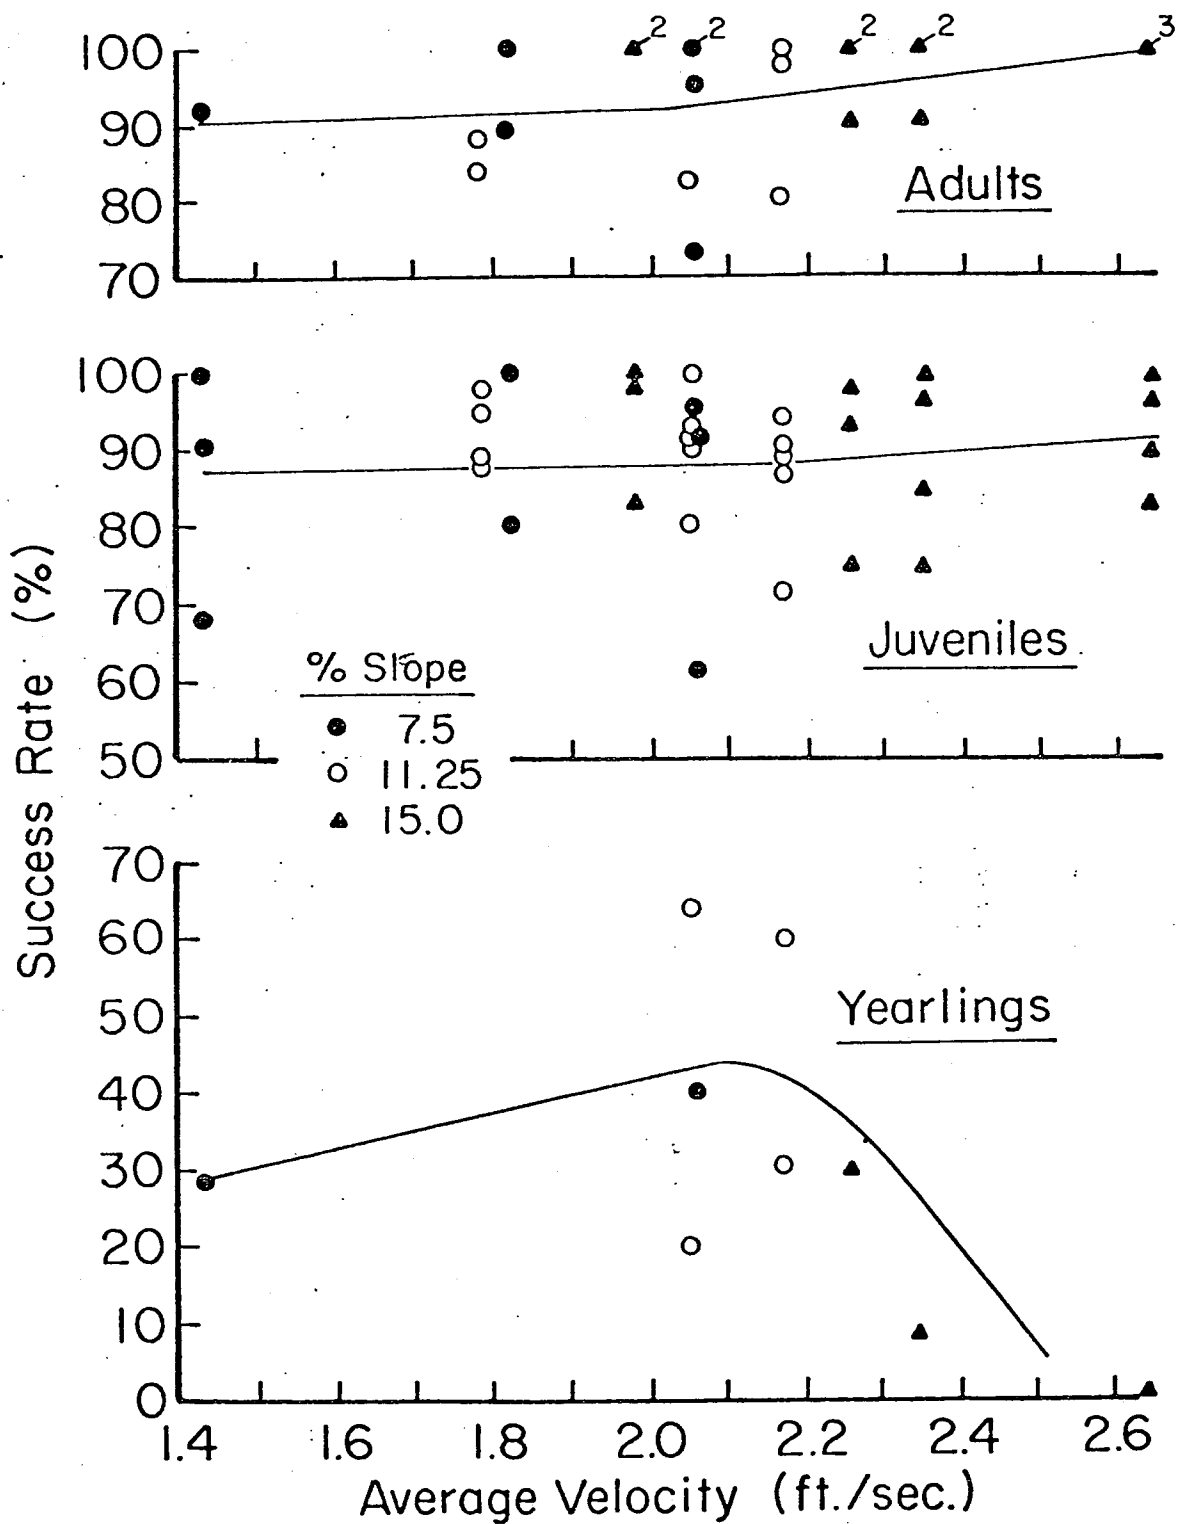 2 2 2 2 3
100
90
80
70
Adults
100
90
80
70
60
50
Juveniles
% Slope
7.5
11.25
15.0
Success Rate (%)
70
60
50
40
30
20
10
0
Yearlings
1.4 1.6 1.8 2.0 2.2 2.4 2.6
Average Velocity (ft./sec.)